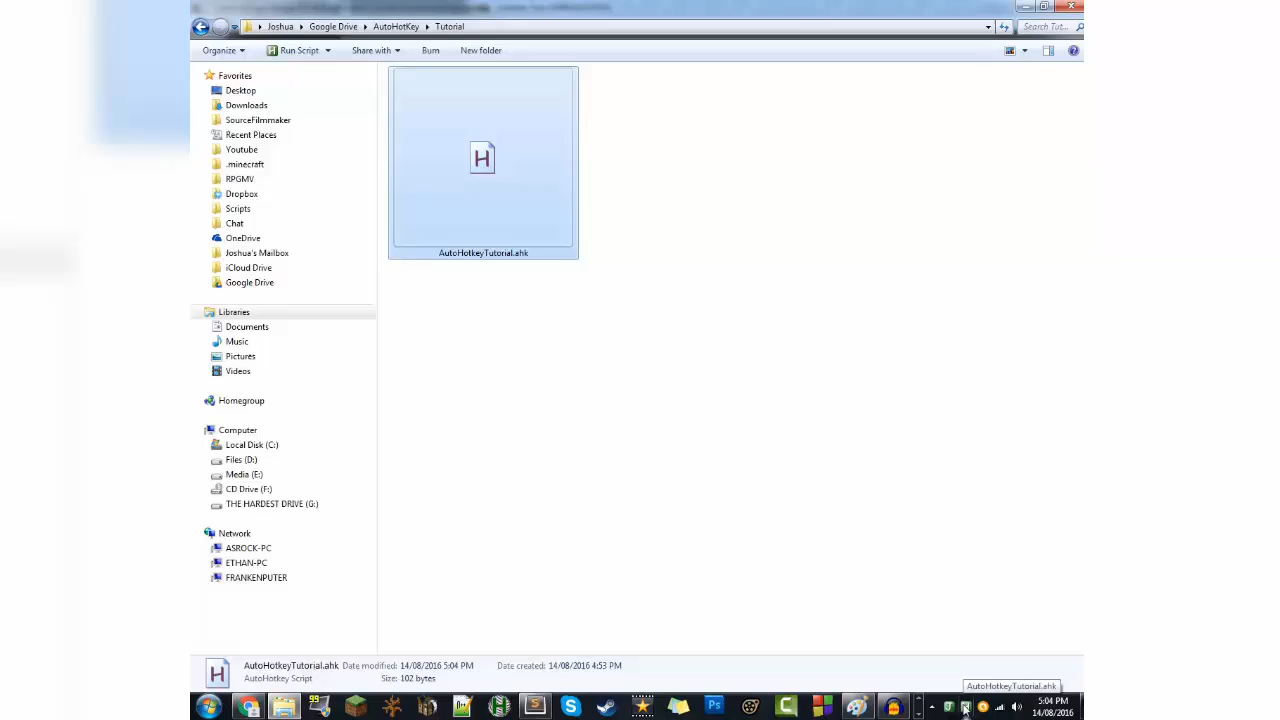 Joshua ▸ Google Drive ▸ AutoHotKey ▸ Tutorial
Search Tut...
Organize
Run Script
Share with
Burn
New folder
Favorites
Desktop
Downloads
SourceFilmmaker
Recent Places
Youtube
.minecraft
RPGMV
Dropbox
Scripts
Chat
OneDrive
Joshua's Mailbox
iCloud Drive
Google Drive
Libraries
Documents
Music
Pictures
Videos
Homegroup
Computer
Local Disk (C:)
Files (D:)
Media (E:)
CD Drive (F:)
THE HARDEST DRIVE (G:)
Network
ASROCK-PC
ETHAN-PC
FRANKENPUTER
H
AutoHotkeyTutorial.ahk
H
AutoHotkeyTutorial.ahk Date modified: 14/08/2016 5:04 PM Date created: 14/08/2016 4:53 PM
AutoHotkey Script Size: 102 bytes
AutoHotkeyTutorial.ahk
99
S
Ps
5:04 PM
14/08/2016